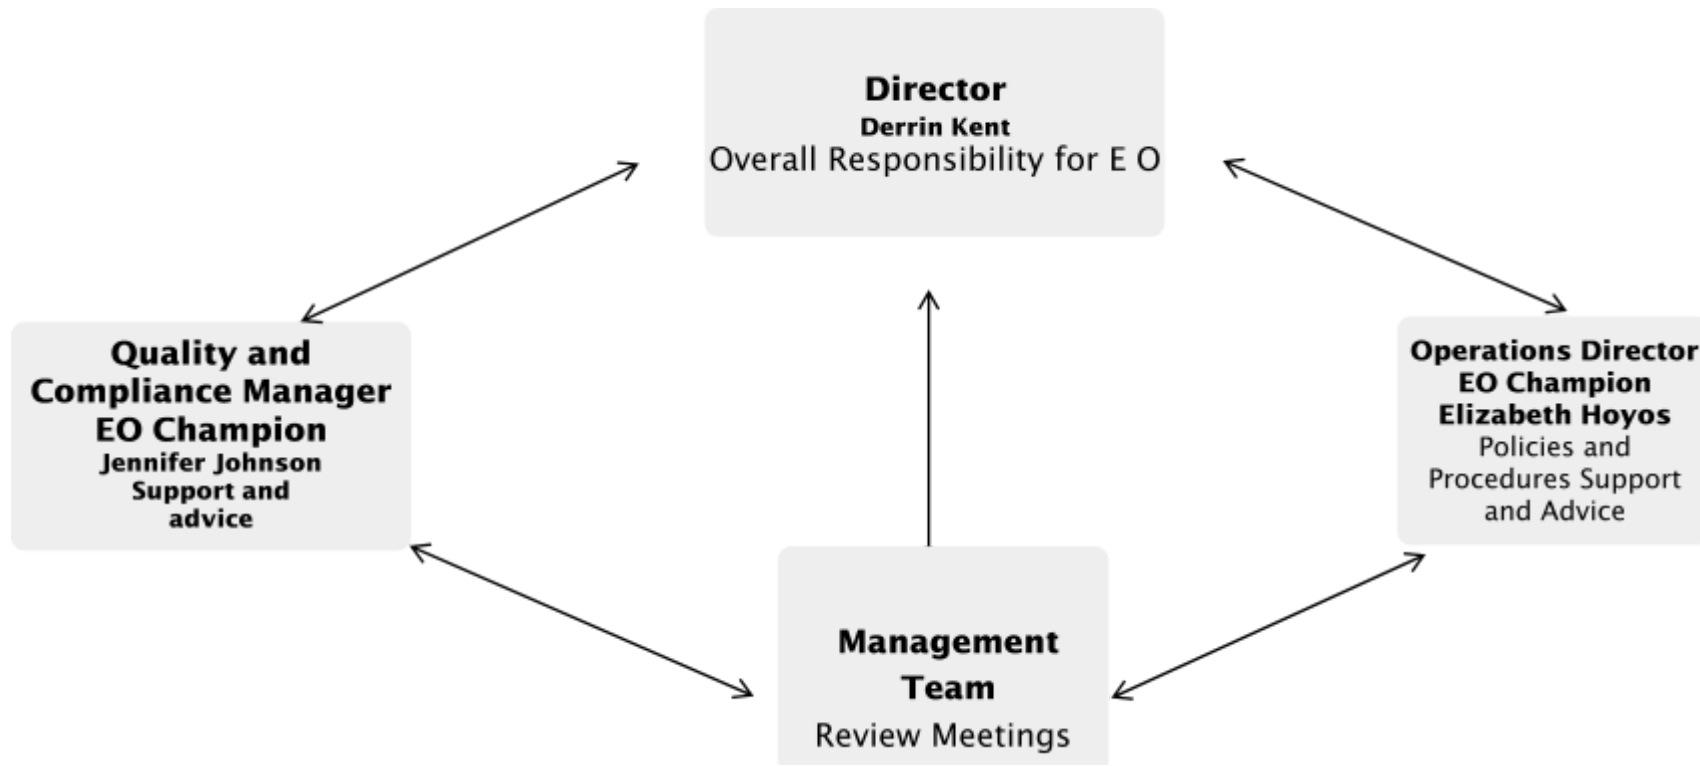 Director
Derrin Kent
Overall Responsibility for E O
Quality and
Compliance Manager
EO Champion
Jennifer Johnson
Support and
advice
Operations Director
EO Champion
Elizabeth Hoyos
Policies and
Procedures Support
and Advice
Management
Team
Review Meetings